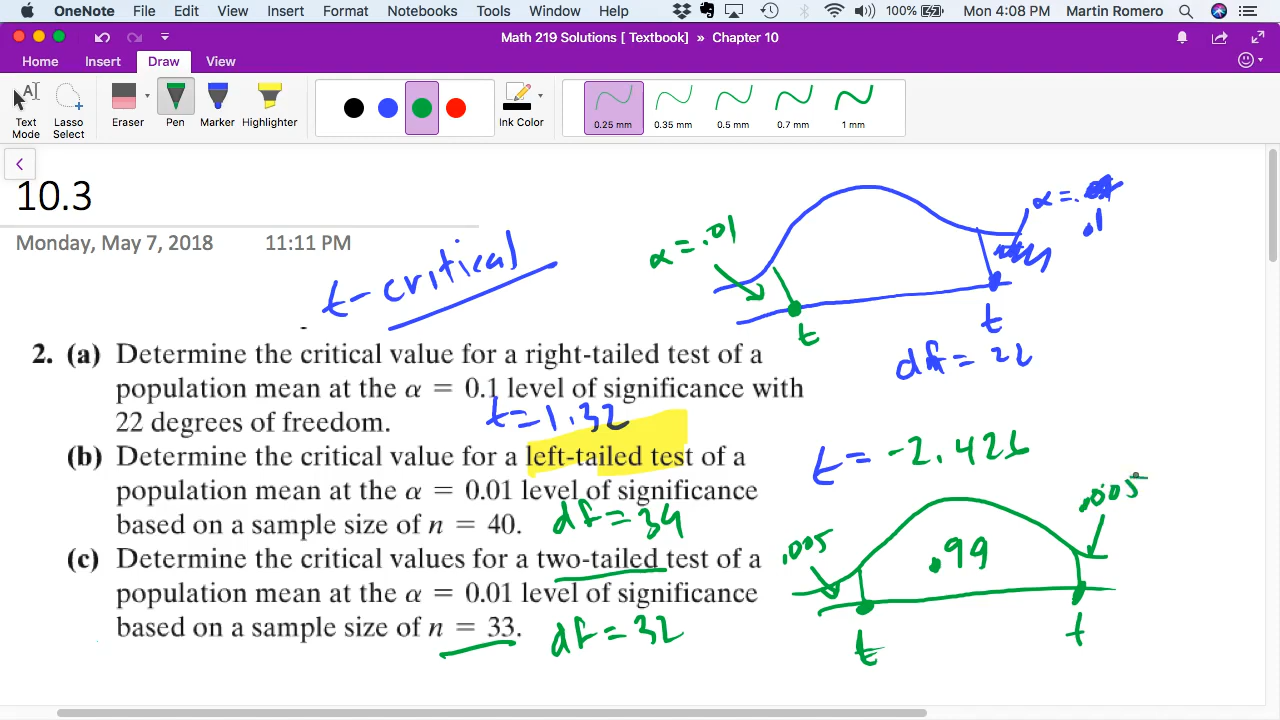 OneNote File Edit View Insert Format Notebooks Tools Window Help 100% Mon 4:08 PM Martin Romero
Math 219 Solutions [ Textbook] » Chapter 10
Home Insert Draw View
Text Mode
Lasso Select
Eraser
Pen
Marker
Highlighter
Ink Color
0.25 mm
0.35 mm
0.5 mm
0.7 mm
1 mm
10.3
Monday, May 7, 2018 11:11 PM
t-critical
α = .01
α = .1
t
t
df = 22
2. (a) Determine the critical value for a right-tailed test of a
population mean at the α = 0.1 level of significance with
22 degrees of freedom.
t = 1.32
(b) Determine the critical value for a left-tailed test of a
population mean at the α = 0.01 level of significance
based on a sample size of n = 40.
df = 39
t = -2.426
(c) Determine the critical values for a two-tailed test of a
population mean at the α = 0.01 level of significance
based on a sample size of n = 33.
df = 32
.005
.99
.005
t
t